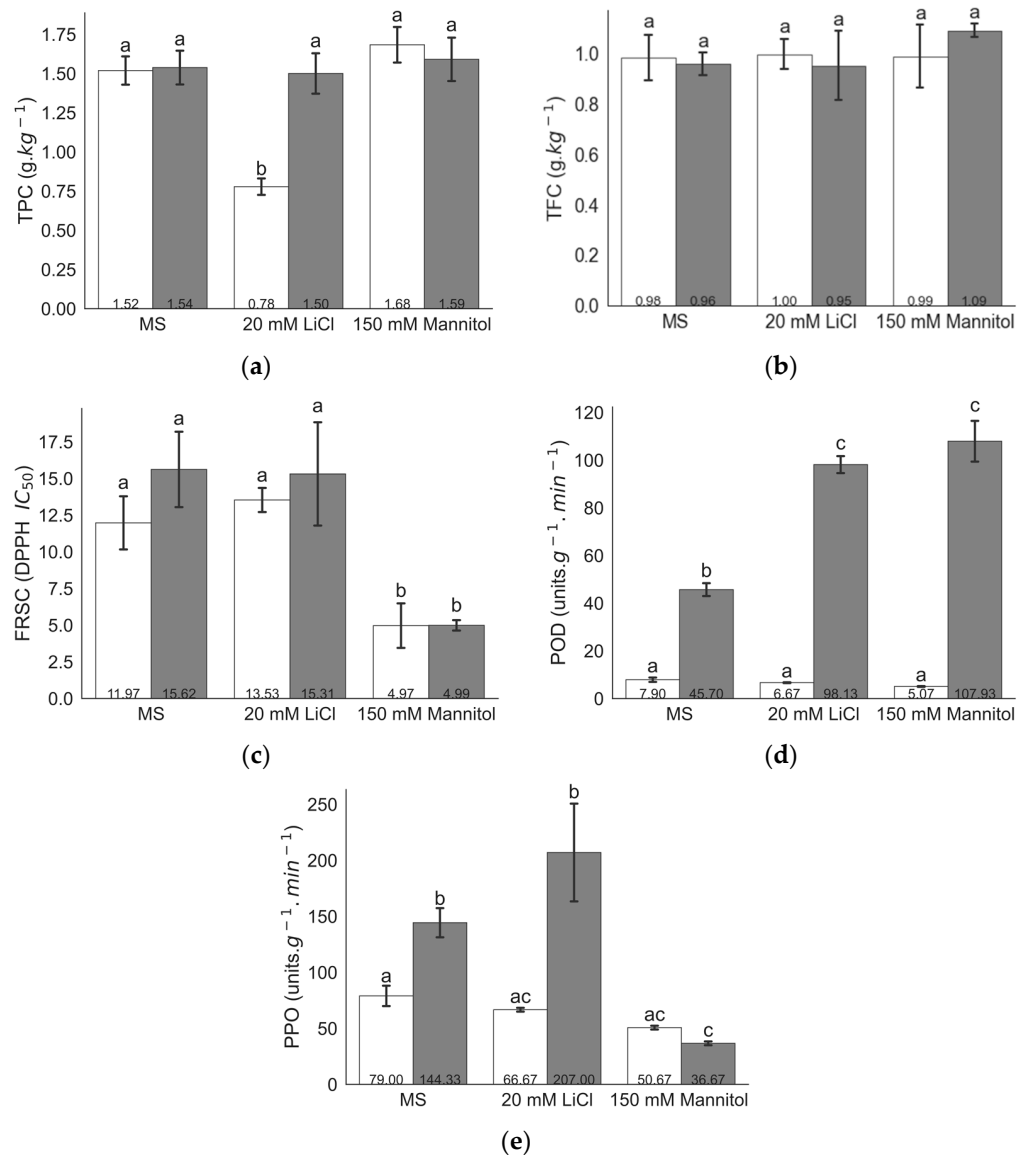 1.75
1.50
1.25
1.00
0.75
0.50
0.25
0.00
TPC (g.kg⁻¹)
a a b a a a
1.52 1.54 0.78 1.50 1.68 1.59
MS 20 mM LiCl 150 mM Mannitol
(a)
1.0
0.8
0.6
0.4
0.2
0.0
TFC (g.kg⁻¹)
a a a a a a
0.98 0.96 1.00 0.95 0.99 1.09
MS 20 mM LiCl 150 mM Mannitol
(b)
17.5
15.0
12.5
10.0
7.5
5.0
2.5
0.0
FRSC (DPPH IC₅₀)
a a a a b b
11.97 15.62 13.53 15.31 4.97 4.99
MS 20 mM LiCl 150 mM Mannitol
(c)
120
100
80
60
40
20
0
POD (units.g⁻¹. min⁻¹)
a b a c a c
7.90 45.70 6.67 98.13 5.07 107.93
MS 20 mM LiCl 150 mM Mannitol
(d)
250
200
150
100
50
0
PPO (units.g⁻¹. min⁻¹)
a b ac b ac c
79.00 144.33 66.67 207.00 50.67 36.67
MS 20 mM LiCl 150 mM Mannitol
(e)